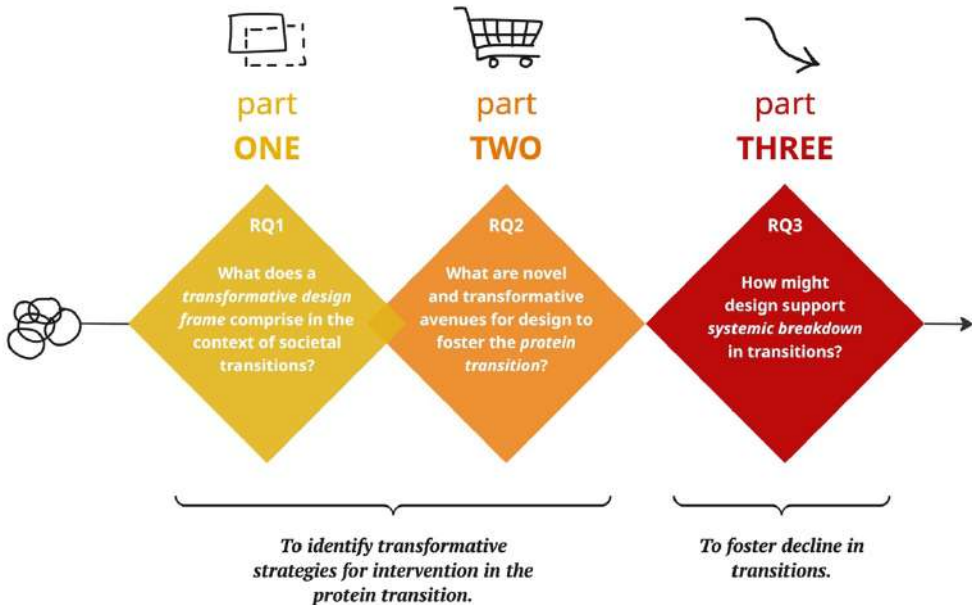 part
ONE
part
TWO
part
THREE
RQ1
What does a
transformative design
frame comprise in the
context of societal
transitions?
RQ2
What are novel
and transformative
avenues for design to
foster the protein
transition?
RQ3
How might
design support
systemic breakdown
in transitions?
To identify transformative
strategies for intervention in the
protein transition.
To foster decline in
transitions.